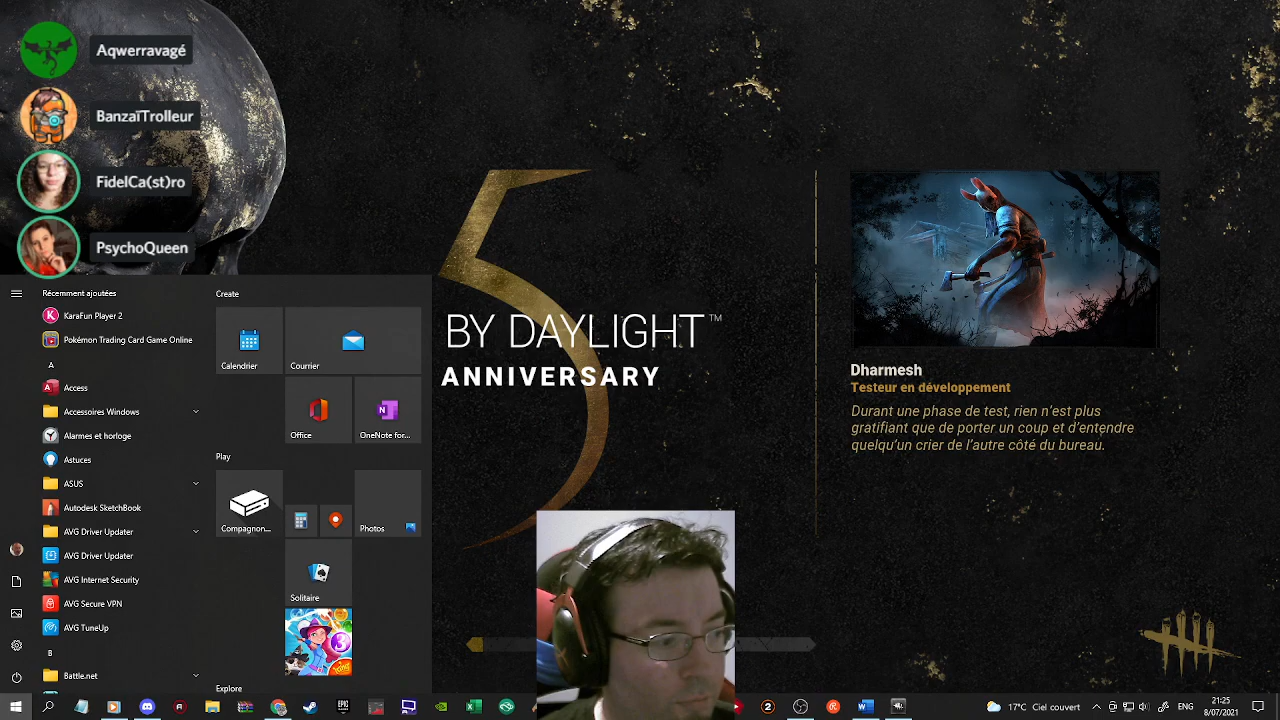 Aqwerravagé
BanzaïTrolleur
FidelCa(st)ro
PsychoQueen
Récemment ajoutées
KaraFun Player 2
Pokémon Trading Card Game Online
A
Access
Accessoires Windows
Alarmes et horloge
Astuces
ASUS
Autodesk SketchBook
AVG Driver Updater
AVG Driver Updater
AVG Internet Security
AVG Secure VPN
AVG TuneUp
B
Battle.net
Create
Calendrier
Courrier
Office
OneNote for...
Play
Compagnon...
Photos
Solitaire
Explore
5
BY DAYLIGHT™
ANNIVERSARY
Dharmesh
Testeur en développement
Durant une phase de test, rien n'est plus
gratifiant que de porter un coup et d'entendre
quelqu'un crier de l'autre côté du bureau.
17°C Ciel couvert
ENG
21:25
8/07/2021